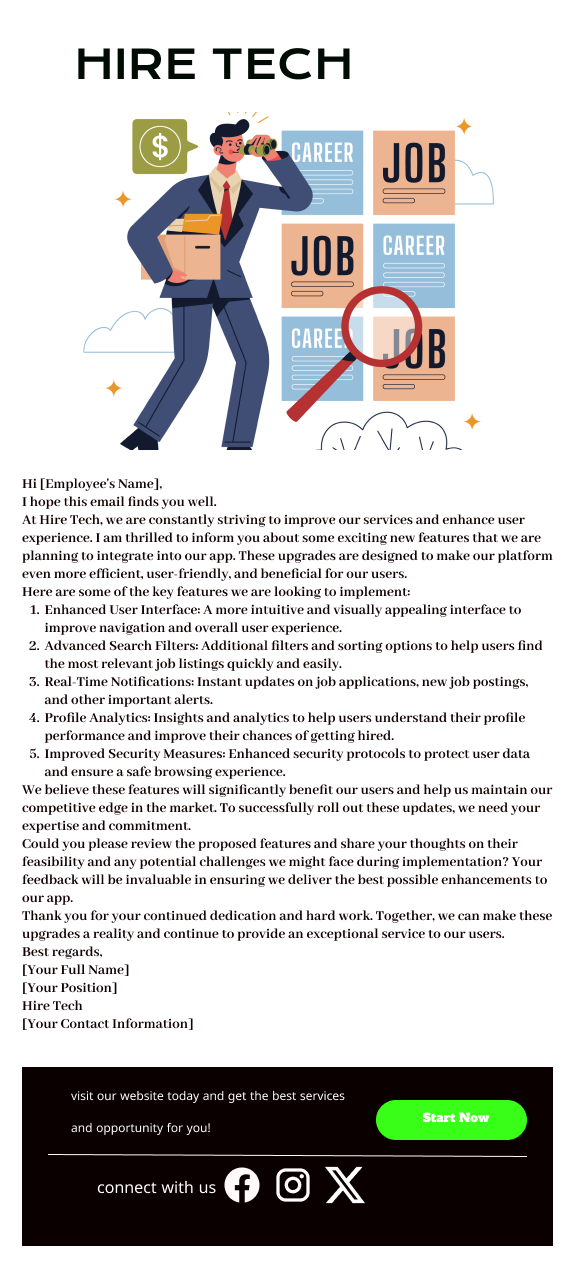 HIRE TECH
$
CAREER
JOB
JOB
CAREER
CAREE
JOB
Hi [Employee's Name],
I hope this email finds you well.
At Hire Tech, we are constantly striving to improve our services and enhance user
experience. I am thrilled to inform you about some exciting new features that we are
planning to integrate into our app. These upgrades are designed to make our platform
even more efficient, user-friendly, and beneficial for our users.
Here are some of the key features we are looking to implement:
1. Enhanced User Interface: A more intuitive and visually appealing interface to
improve navigation and overall user experience.
2. Advanced Search Filters: Additional filters and sorting options to help users find
the most relevant job listings quickly and easily.
3. Real-Time Notifications: Instant updates on job applications, new job postings,
and other important alerts.
4. Profile Analytics: Insights and analytics to help users understand their profile
performance and improve their chances of getting hired.
5. Improved Security Measures: Enhanced security protocols to protect user data
and ensure a safe browsing experience.
We believe these features will significantly benefit our users and help us maintain our
competitive edge in the market. To successfully roll out these updates, we need your
expertise and commitment.
Could you please review the proposed features and share your thoughts on their
feasibility and any potential challenges we might face during implementation? Your
feedback will be invaluable in ensuring we deliver the best possible enhancements to
our app.
Thank you for your continued dedication and hard work. Together, we can make these
upgrades a reality and continue to provide an exceptional service to our users.
Best regards,
[Your Full Name]
[Your Position]
Hire Tech
[Your Contact Information]
visit our website today and get the best services
and opportunity for you!
Start Now
connect with us